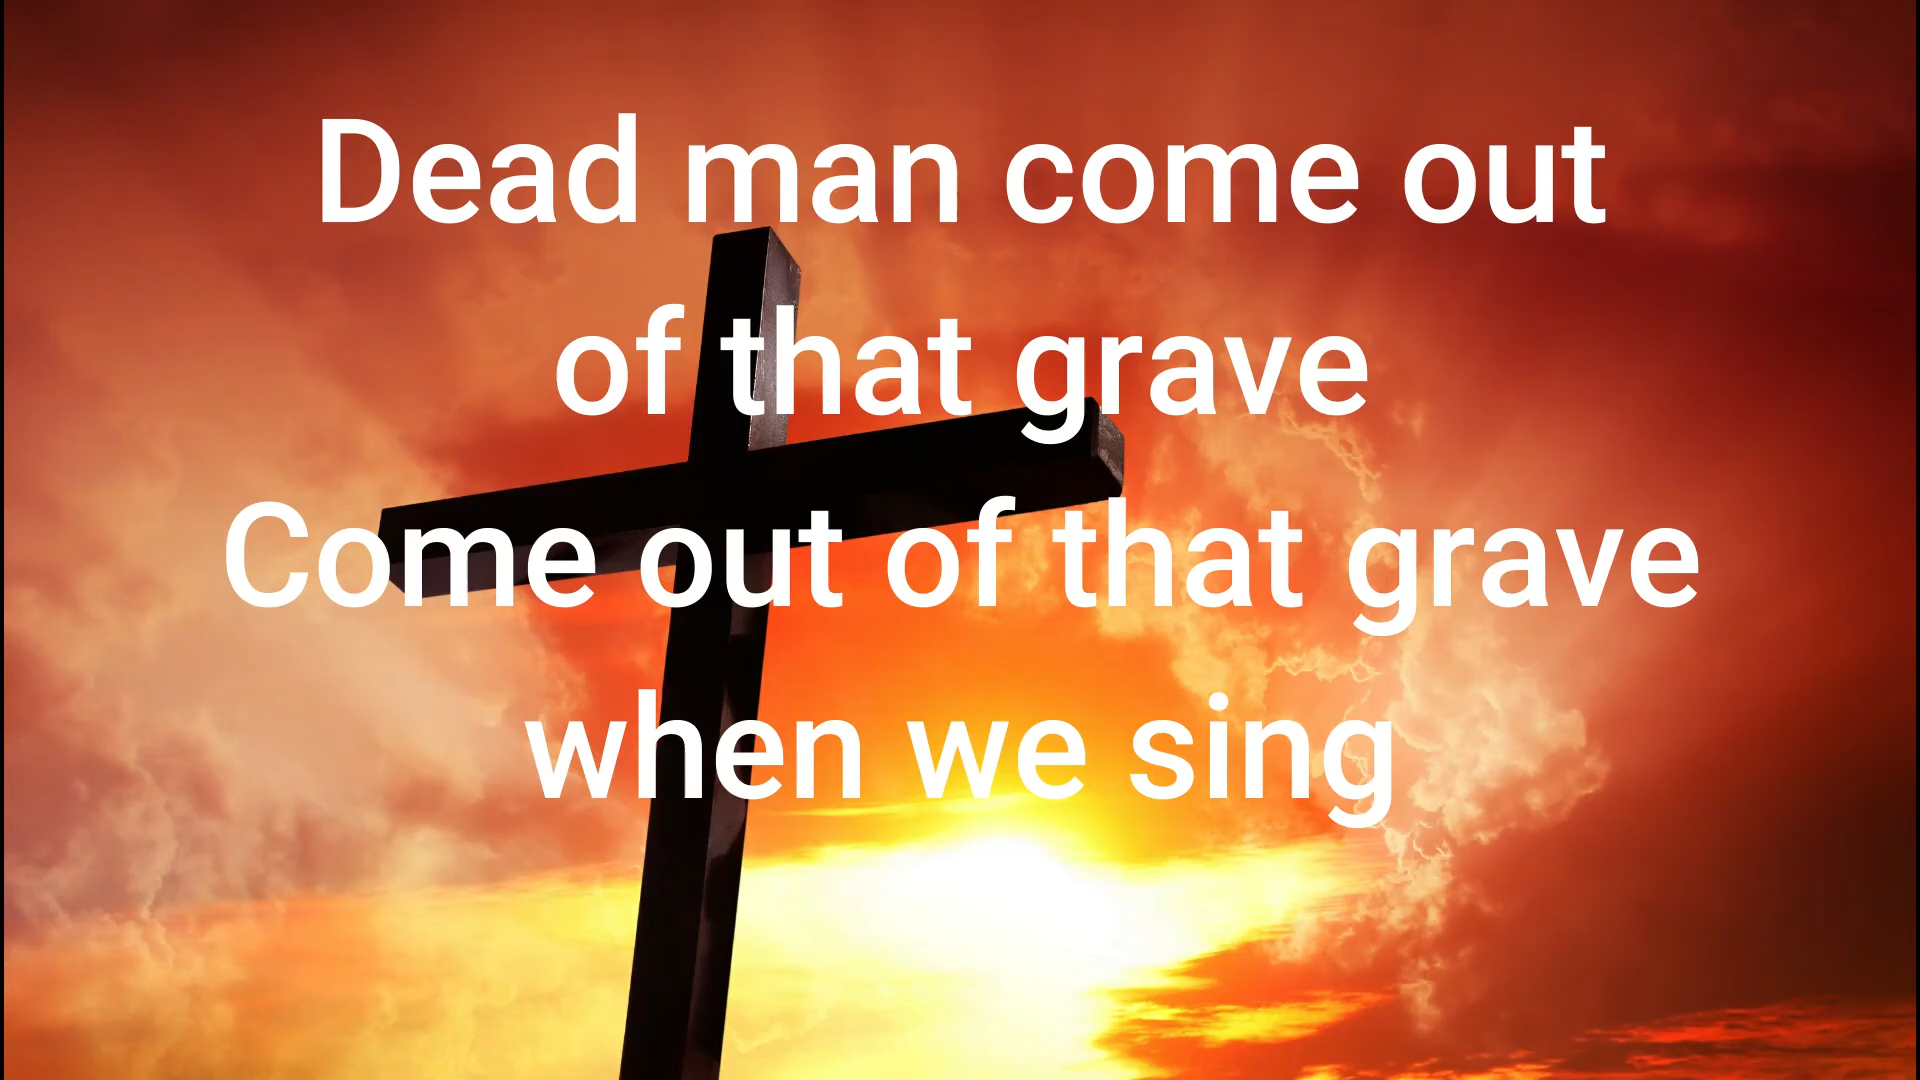 Dead man come out
of that grave
Come out of that grave
when we sing